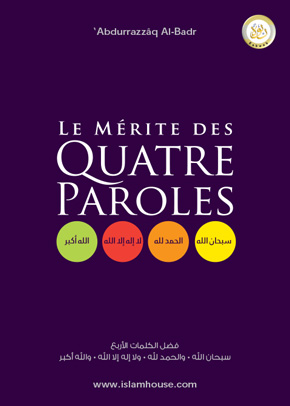 `Abdurrazzâq Al-Badr
LE MÉRITE DES
QUATRE
PAROLES
سبحان الله
الحمد لله
لا إله إلا الله
الله أكبر
فضل الكلمات الأربع
سبحان الله • والحمد لله • ولا إله إلا الله • والله أكبر
www.islamhouse.com